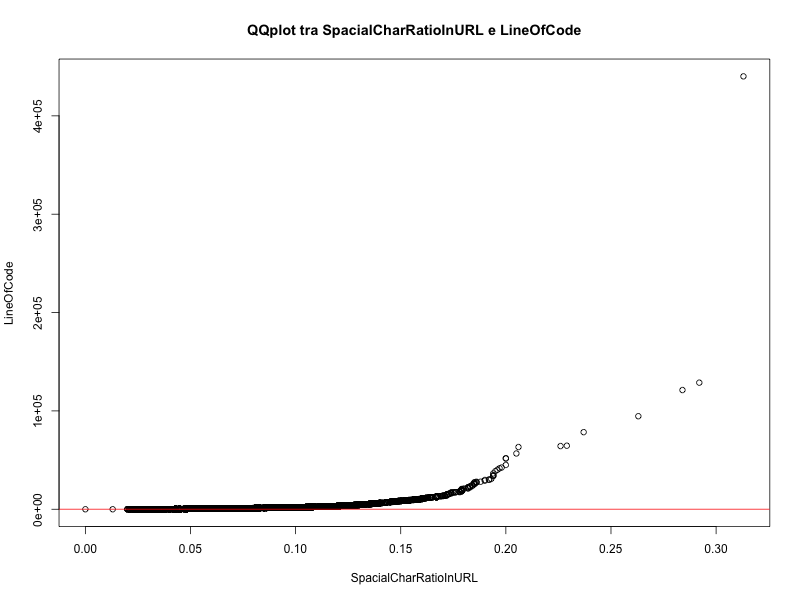 QQplot tra SpacialCharRatioInURL e LineOfCode
LineOfCode
4e+05
3e+05
2e+05
1e+05
0e+00
0.00 0.05 0.10 0.15 0.20 0.25 0.30
SpacialCharRatioInURL